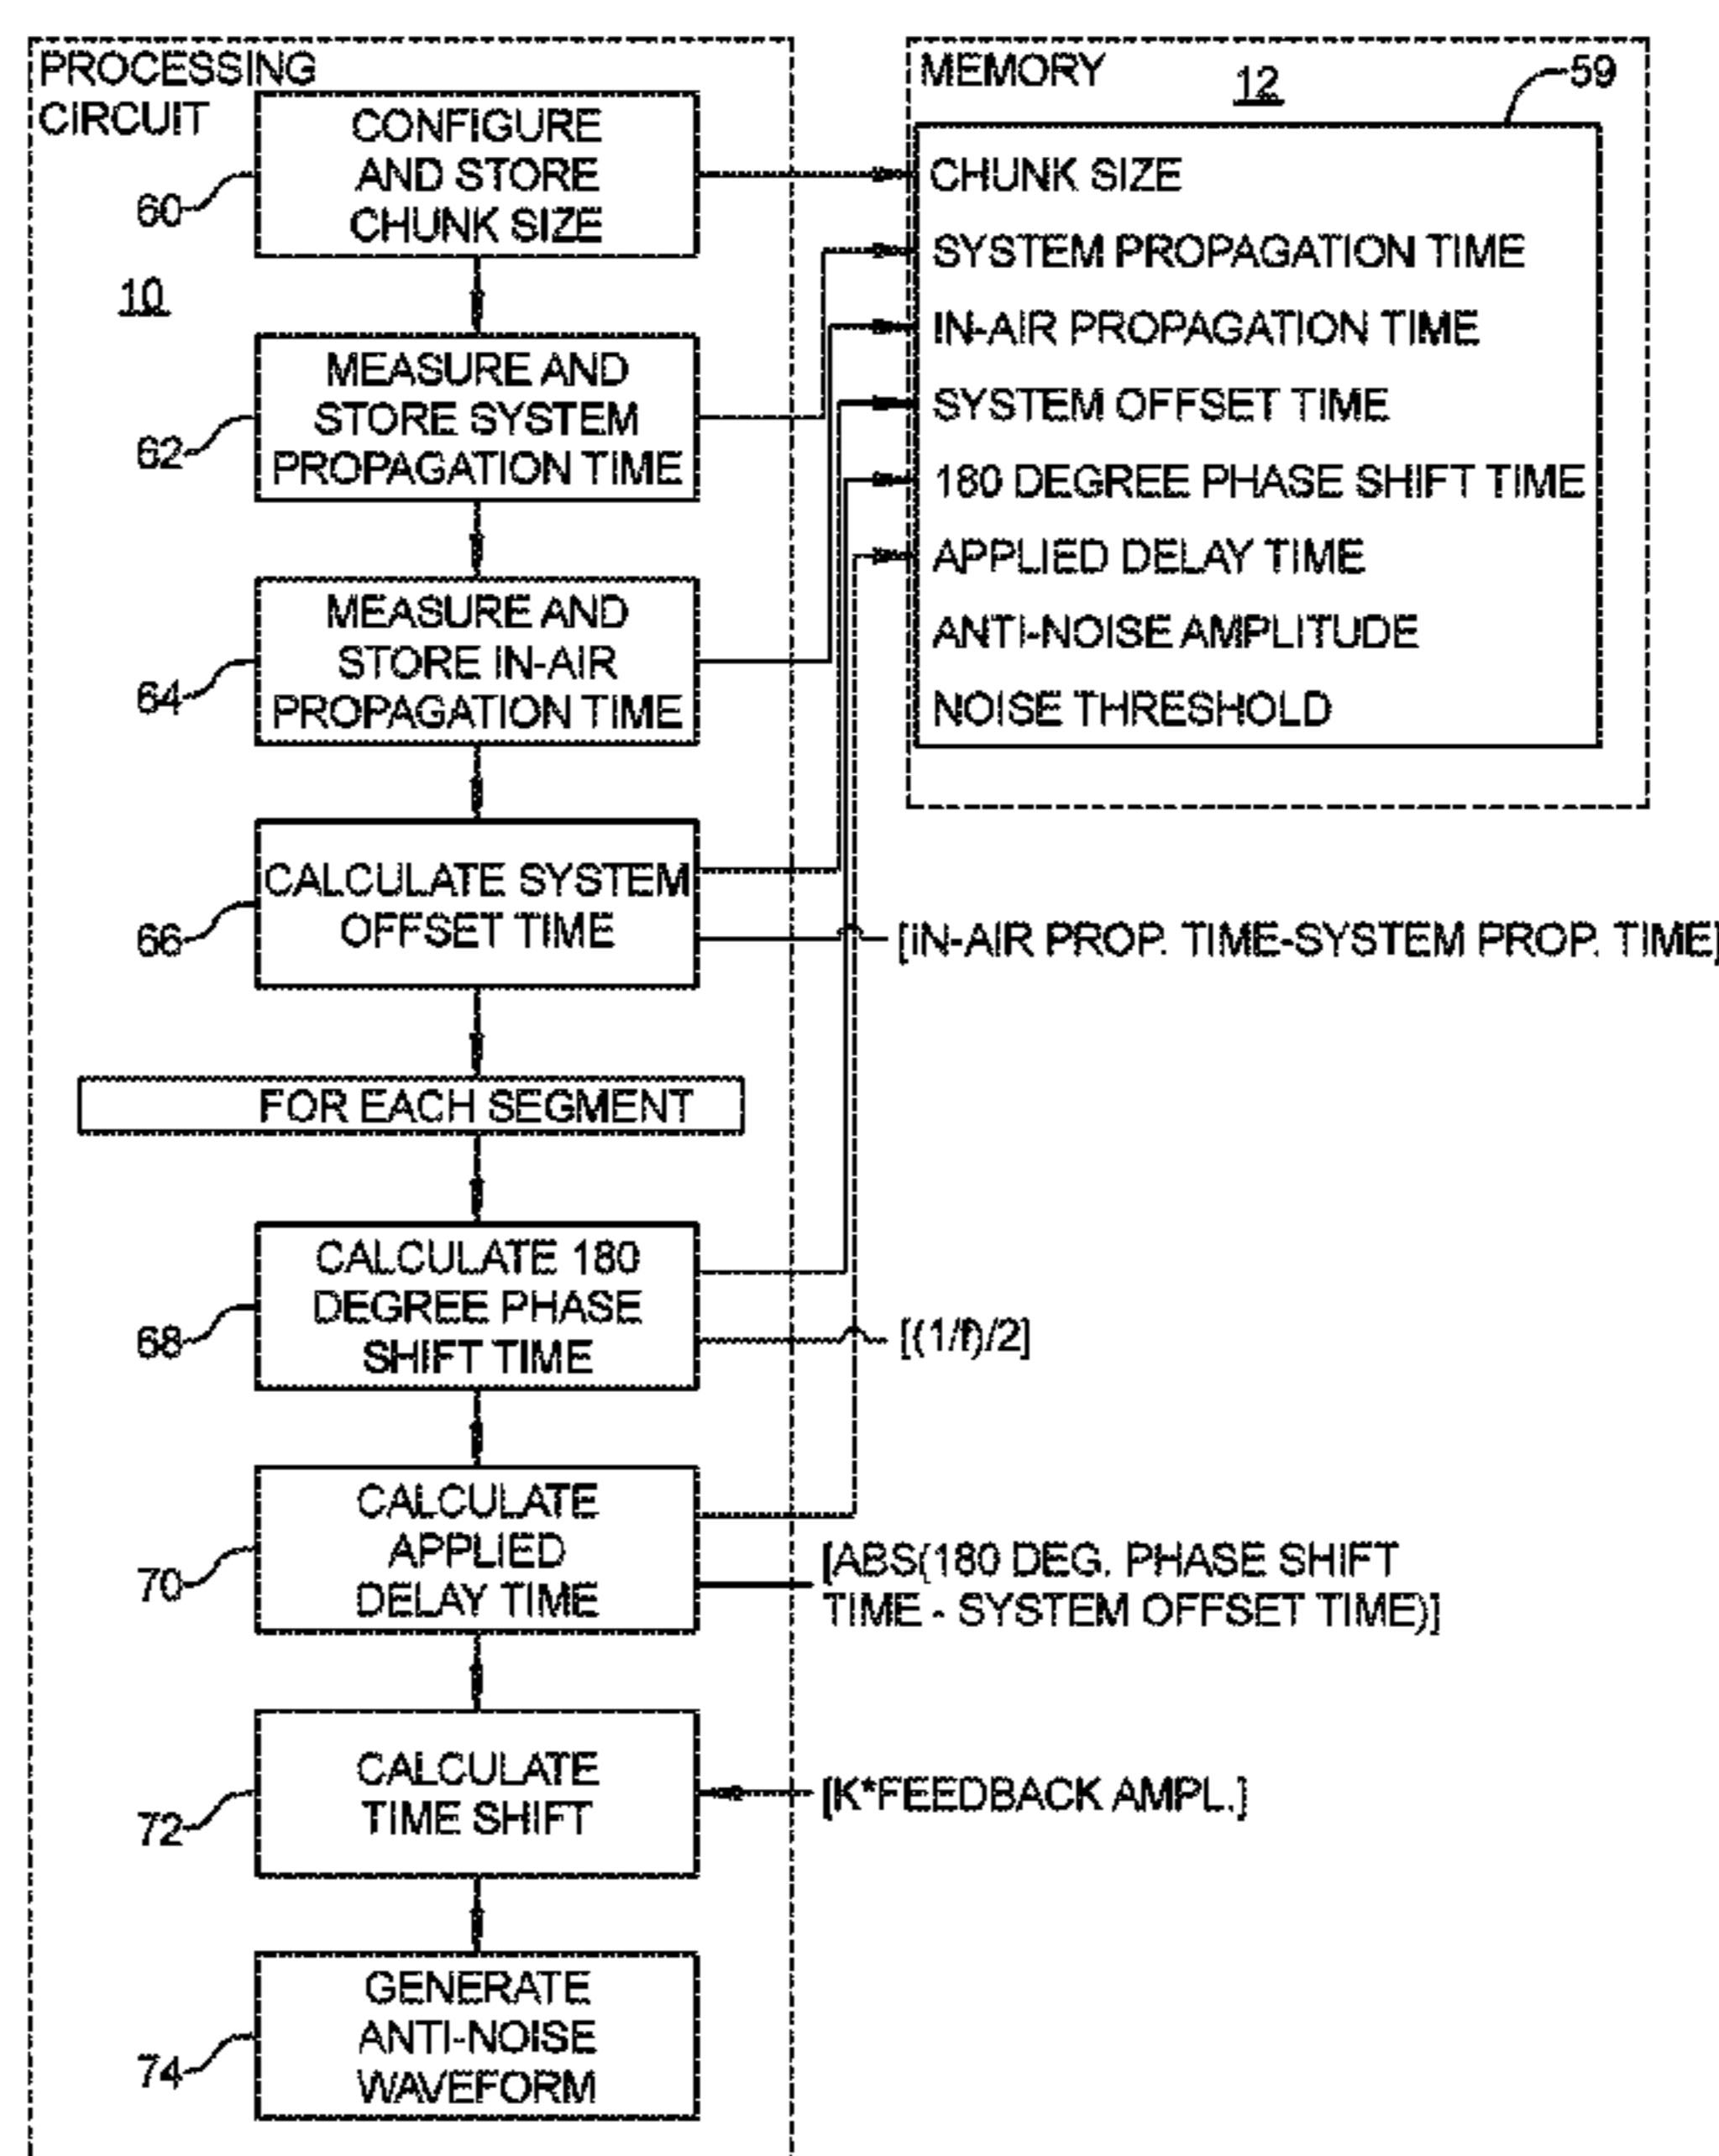 PROCESSING
CIRCUIT
10
60
CONFIGURE
AND STORE
CHUNK SIZE
62
MEASURE AND
STORE SYSTEM
PROPAGATION TIME
64
MEASURE AND
STORE IN-AIR
PROPAGATION TIME
66
CALCULATE SYSTEM
OFFSET TIME
[IN-AIR PROP. TIME-SYSTEM PROP. TIME]
FOR EACH SEGMENT
68
CALCULATE 180
DEGREE PHASE
SHIFT TIME
[(1/f)/2]
70
CALCULATE
APPLIED
DELAY TIME
[ABS(180 DEG. PHASE SHIFT
TIME - SYSTEM OFFSET TIME)]
72
CALCULATE
TIME SHIFT
[K*FEEDBACK AMPL.]
74
GENERATE
ANTI-NOISE
WAVEFORM
MEMORY
12
59
CHUNK SIZE
SYSTEM PROPAGATION TIME
IN-AIR PROPAGATION TIME
SYSTEM OFFSET TIME
180 DEGREE PHASE SHIFT TIME
APPLIED DELAY TIME
ANTI-NOISE AMPLITUDE
NOISE THRESHOLD